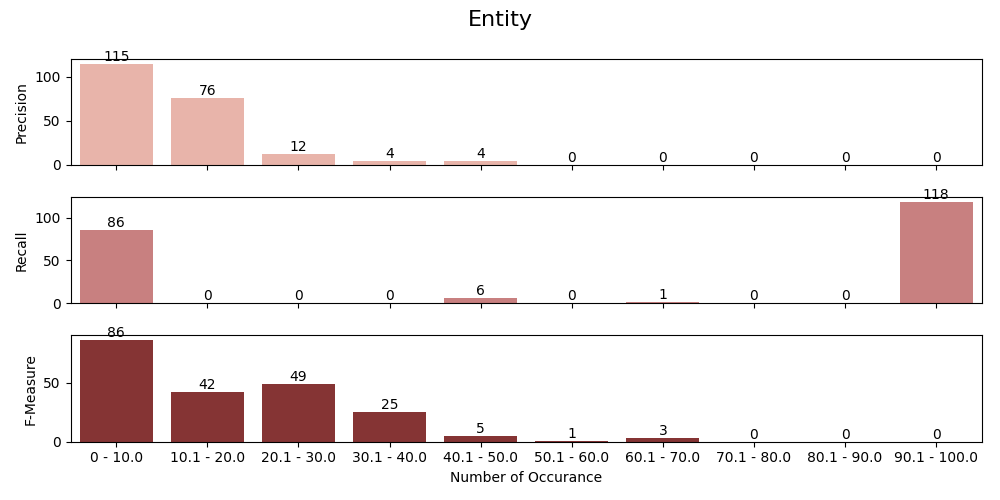 Entity
115
76
12
4
4
0
0
0
0
0
100
50
0
Precision
86
0
0
0
6
0
1
0
0
118
100
50
0
Recall
86
42
49
25
5
1
3
0
0
0
50
0
F-Measure
0 - 10.0
10.1 - 20.0
20.1 - 30.0
30.1 - 40.0
40.1 - 50.0
50.1 - 60.0
60.1 - 70.0
70.1 - 80.0
80.1 - 90.0
90.1 - 100.0
Number of Occurance